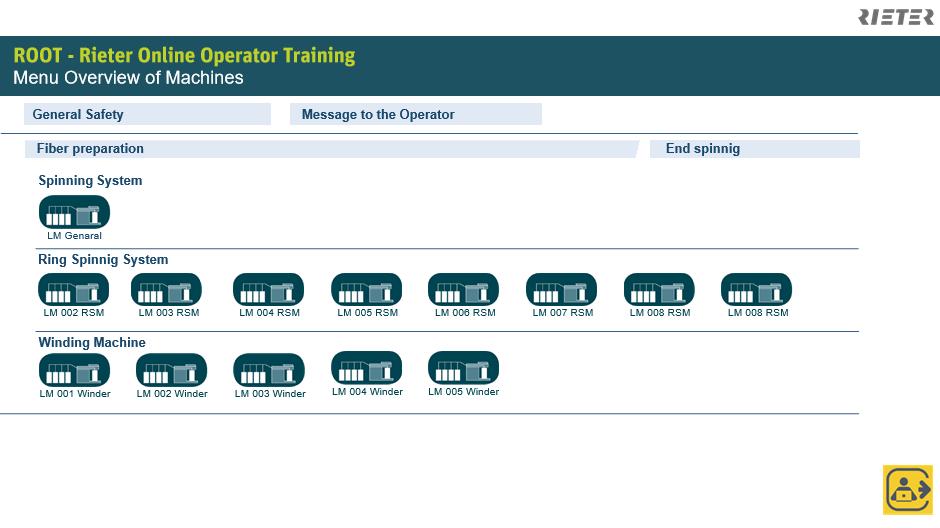 RIETER
ROOT - Rieter Online Operator Training
Menu Overview of Machines
General Safety
Message to the Operator
Fiber preparation
End spinnig
Spinning System
LM Genaral
Ring Spinnig System
LM 002 RSM
LM 003 RSM
LM 004 RSM
LM 005 RSM
LM 006 RSM
LM 007 RSM
LM 008 RSM
LM 008 RSM
Winding Machine
LM 001 Winder
LM 002 Winder
LM 003 Winder
LM 004 Winder
LM 005 Winder